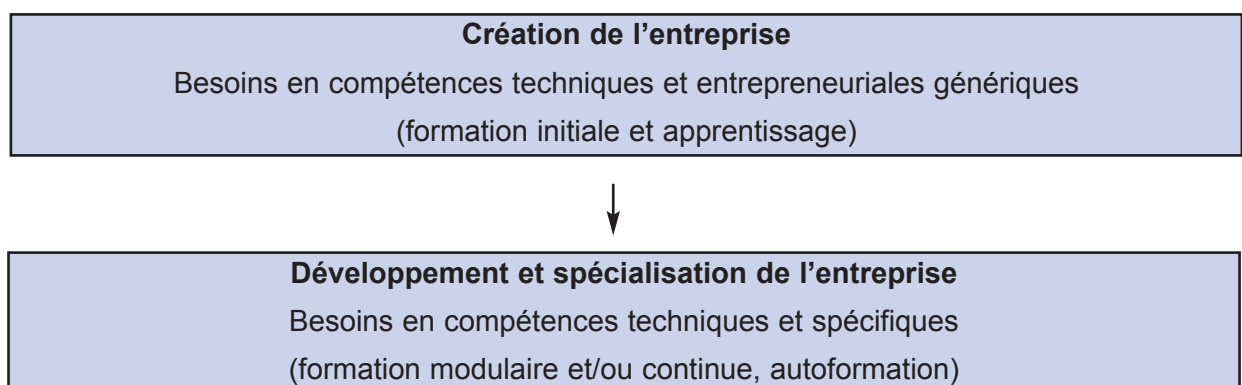 Création de l'entreprise
Besoins en compétences techniques et entrepreneuriales génériques
(formation initiale et apprentissage)
Développement et spécialisation de l'entreprise
Besoins en compétences techniques et spécifiques
(formation modulaire et/ou continue, autoformation)